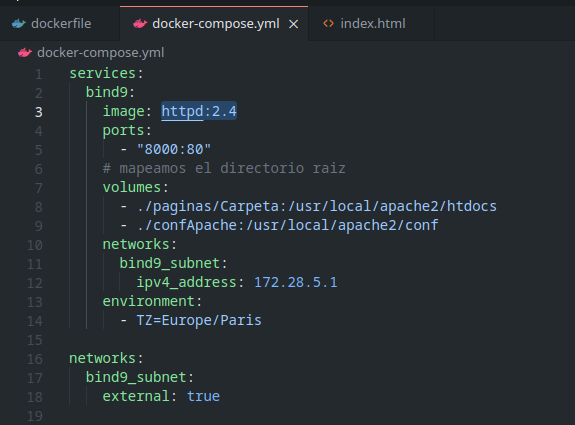 dockerfile docker-compose.yml × <> index.html
docker-compose.yml
1 services:
2   bind9:
3     image: httpd:2.4
4     ports:
5       - "8000:80"
6     # mapeamos el directorio raiz
7     volumes:
8       - ./paginas/Carpeta:/usr/local/apache2/htdocs
9       - ./confApache:/usr/local/apache2/conf
10     networks:
11       bind9_subnet:
12         ipv4_address: 172.28.5.1
13     environment:
14       - TZ=Europe/Paris
15
16 networks:
17   bind9_subnet:
18     external: true
19